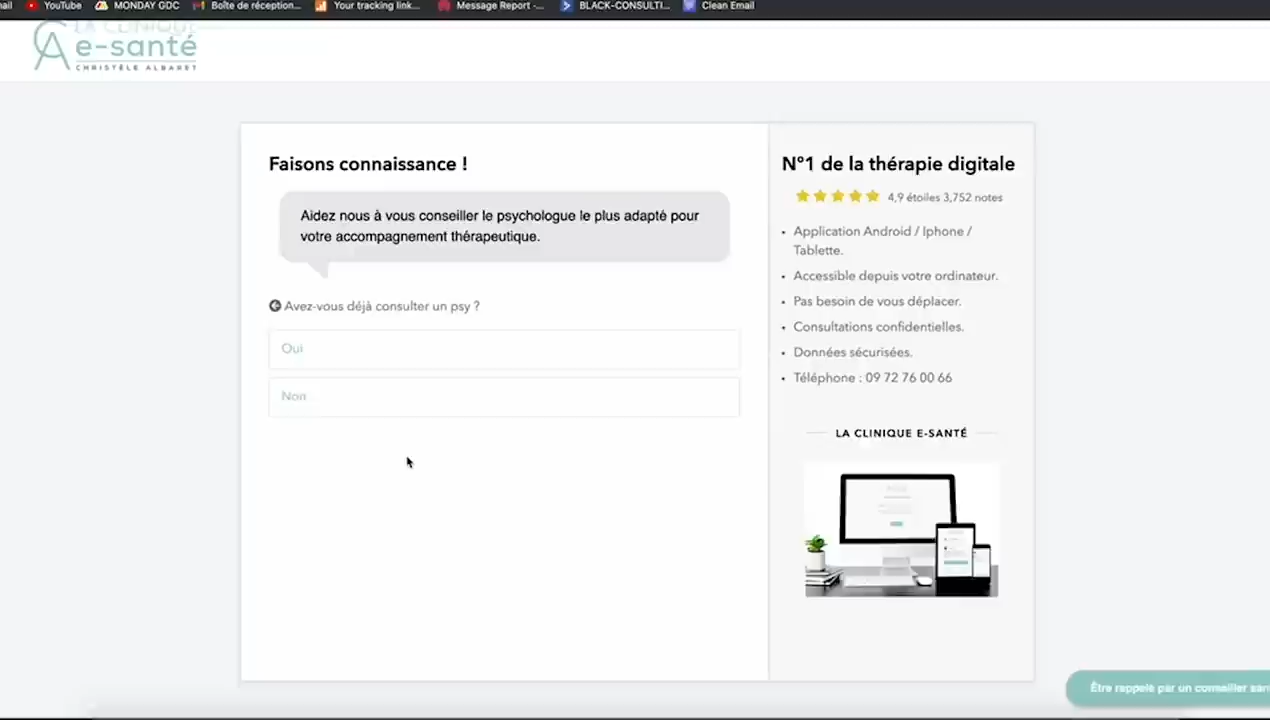 YouTube
MONDAY GDC
Boîte de réception...
Your tracking link...
Message Report -...
BLACK-CONSULTI...
Clean Email
LA CLINIQUE
e-santé
CHRISTÈLE ALBARET
Faisons connaissance !
Aidez nous à vous conseiller le psychologue le plus adapté pour
votre accompagnement thérapeutique.
Avez-vous déjà consulter un psy ?
Oui
Non
N°1 de la thérapie digitale
4,9 étoiles 3,752 notes
• Application Android / Iphone /
Tablette.
• Accessible depuis votre ordinateur.
• Pas besoin de vous déplacer.
• Consultations confidentielles.
• Données sécurisées.
• Téléphone : 09 72 76 00 66
LA CLINIQUE E-SANTÉ
Être rappelé par un conseiller